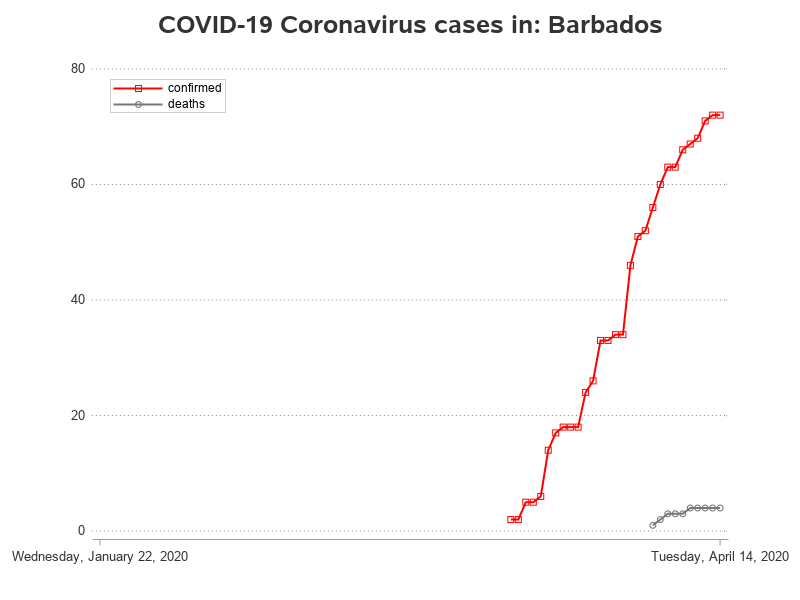 COVID-19 Coronavirus cases in: Barbados
80
confirmed
deaths
60
40
20
0
Wednesday, January 22, 2020
Tuesday, April 14, 2020